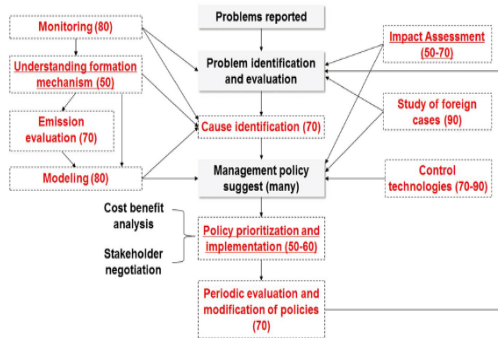 Monitoring (80)
Problems reported
Understanding formation
mechanism (50)
Problem identification
and evaluation
Impact Assessment
(50-70)
Emission
evaluation (70)
Cause identification (70)
Study of foreign
cases (90)
Modeling (80)
Management policy
suggest (many)
Control
technologies (70-90)
Cost benefit
analysis
Stakeholder
negotiation
Policy prioritization and
implementation (50-60)
Periodic evaluation and
modification of policies
(70)